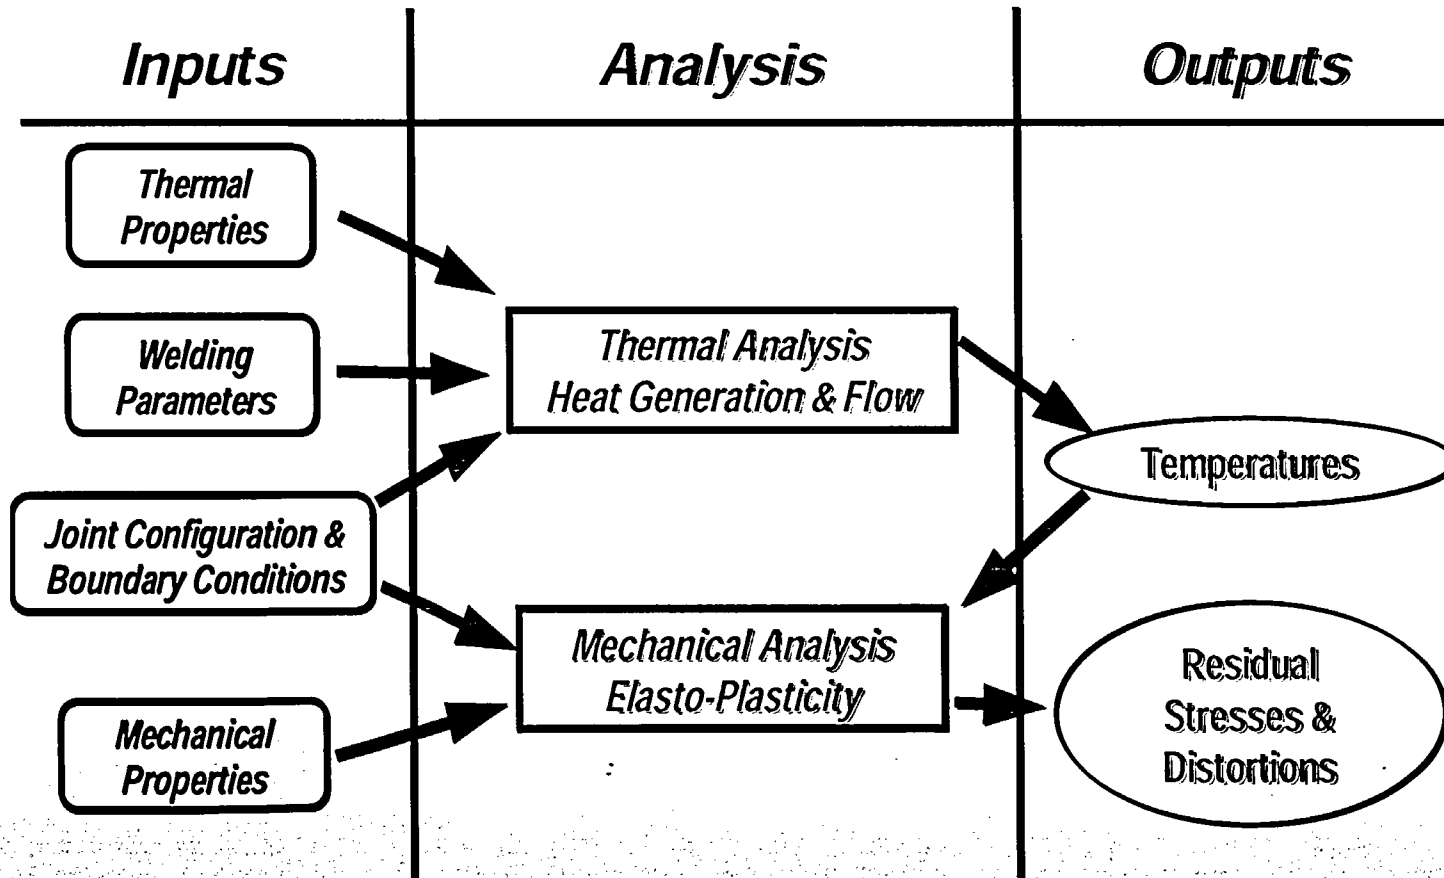 Inputs
Analysis
Outputs
Thermal
Properties
Welding
Parameters
Joint Configuration &
Boundary Conditions
Mechanical
Properties
Thermal Analysis
Heat Generation & Flow
Mechanical Analysis
Elasto-Plasticity
Temperatures
Residual
Stresses &
Distortions